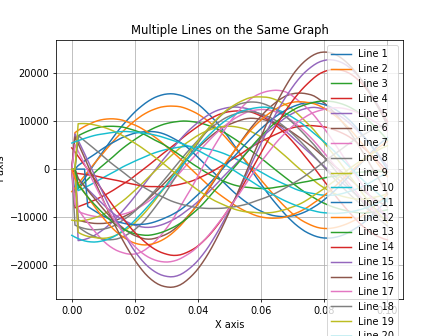 Multiple Lines on the Same Graph
20000
10000
0
−10000
−20000
0.00
0.02
0.04
0.06
0.08
X axis
Line 1
Line 2
Line 3
Line 4
Line 5
Line 6
Line 7
Line 8
Line 9
Line 10
Line 11
Line 12
Line 13
Line 14
Line 15
Line 16
Line 17
Line 18
Line 19
Line 20